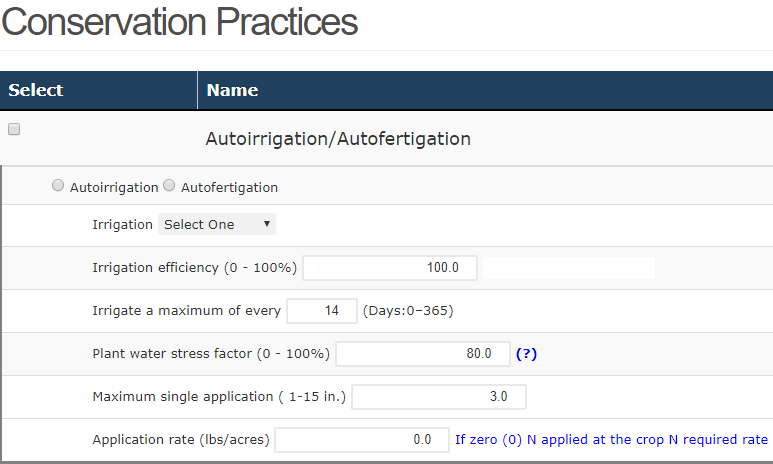 Conservation Practices
Select Name
Autoirrigation/Autofertigation
Autoirrigation Autofertigation
Irrigation Select One
Irrigation efficiency (0 - 100%) 100.0
Irrigate a maximum of every 14 (Days:0–365)
Plant water stress factor (0 - 100%) 80.0 (?)
Maximum single application ( 1-15 in.) 3.0
Application rate (lbs/acres) 0.0 If zero (0) N applied at the crop N required rate